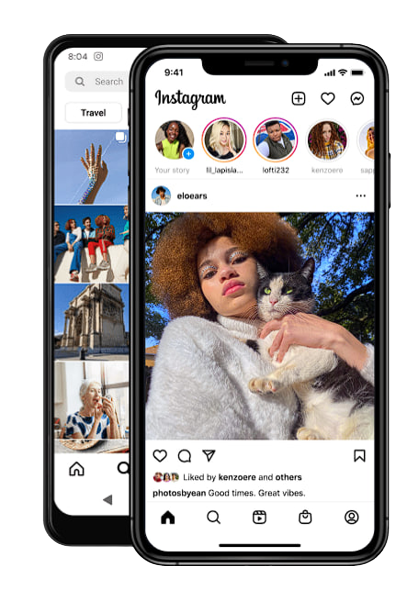 8:04
Search
Travel
9:41
Instagram
Your story
lil_lapisla...
lofti232
kenzoere
eloears
Liked by kenzoere and others
photosbyean Good times. Great vibes.